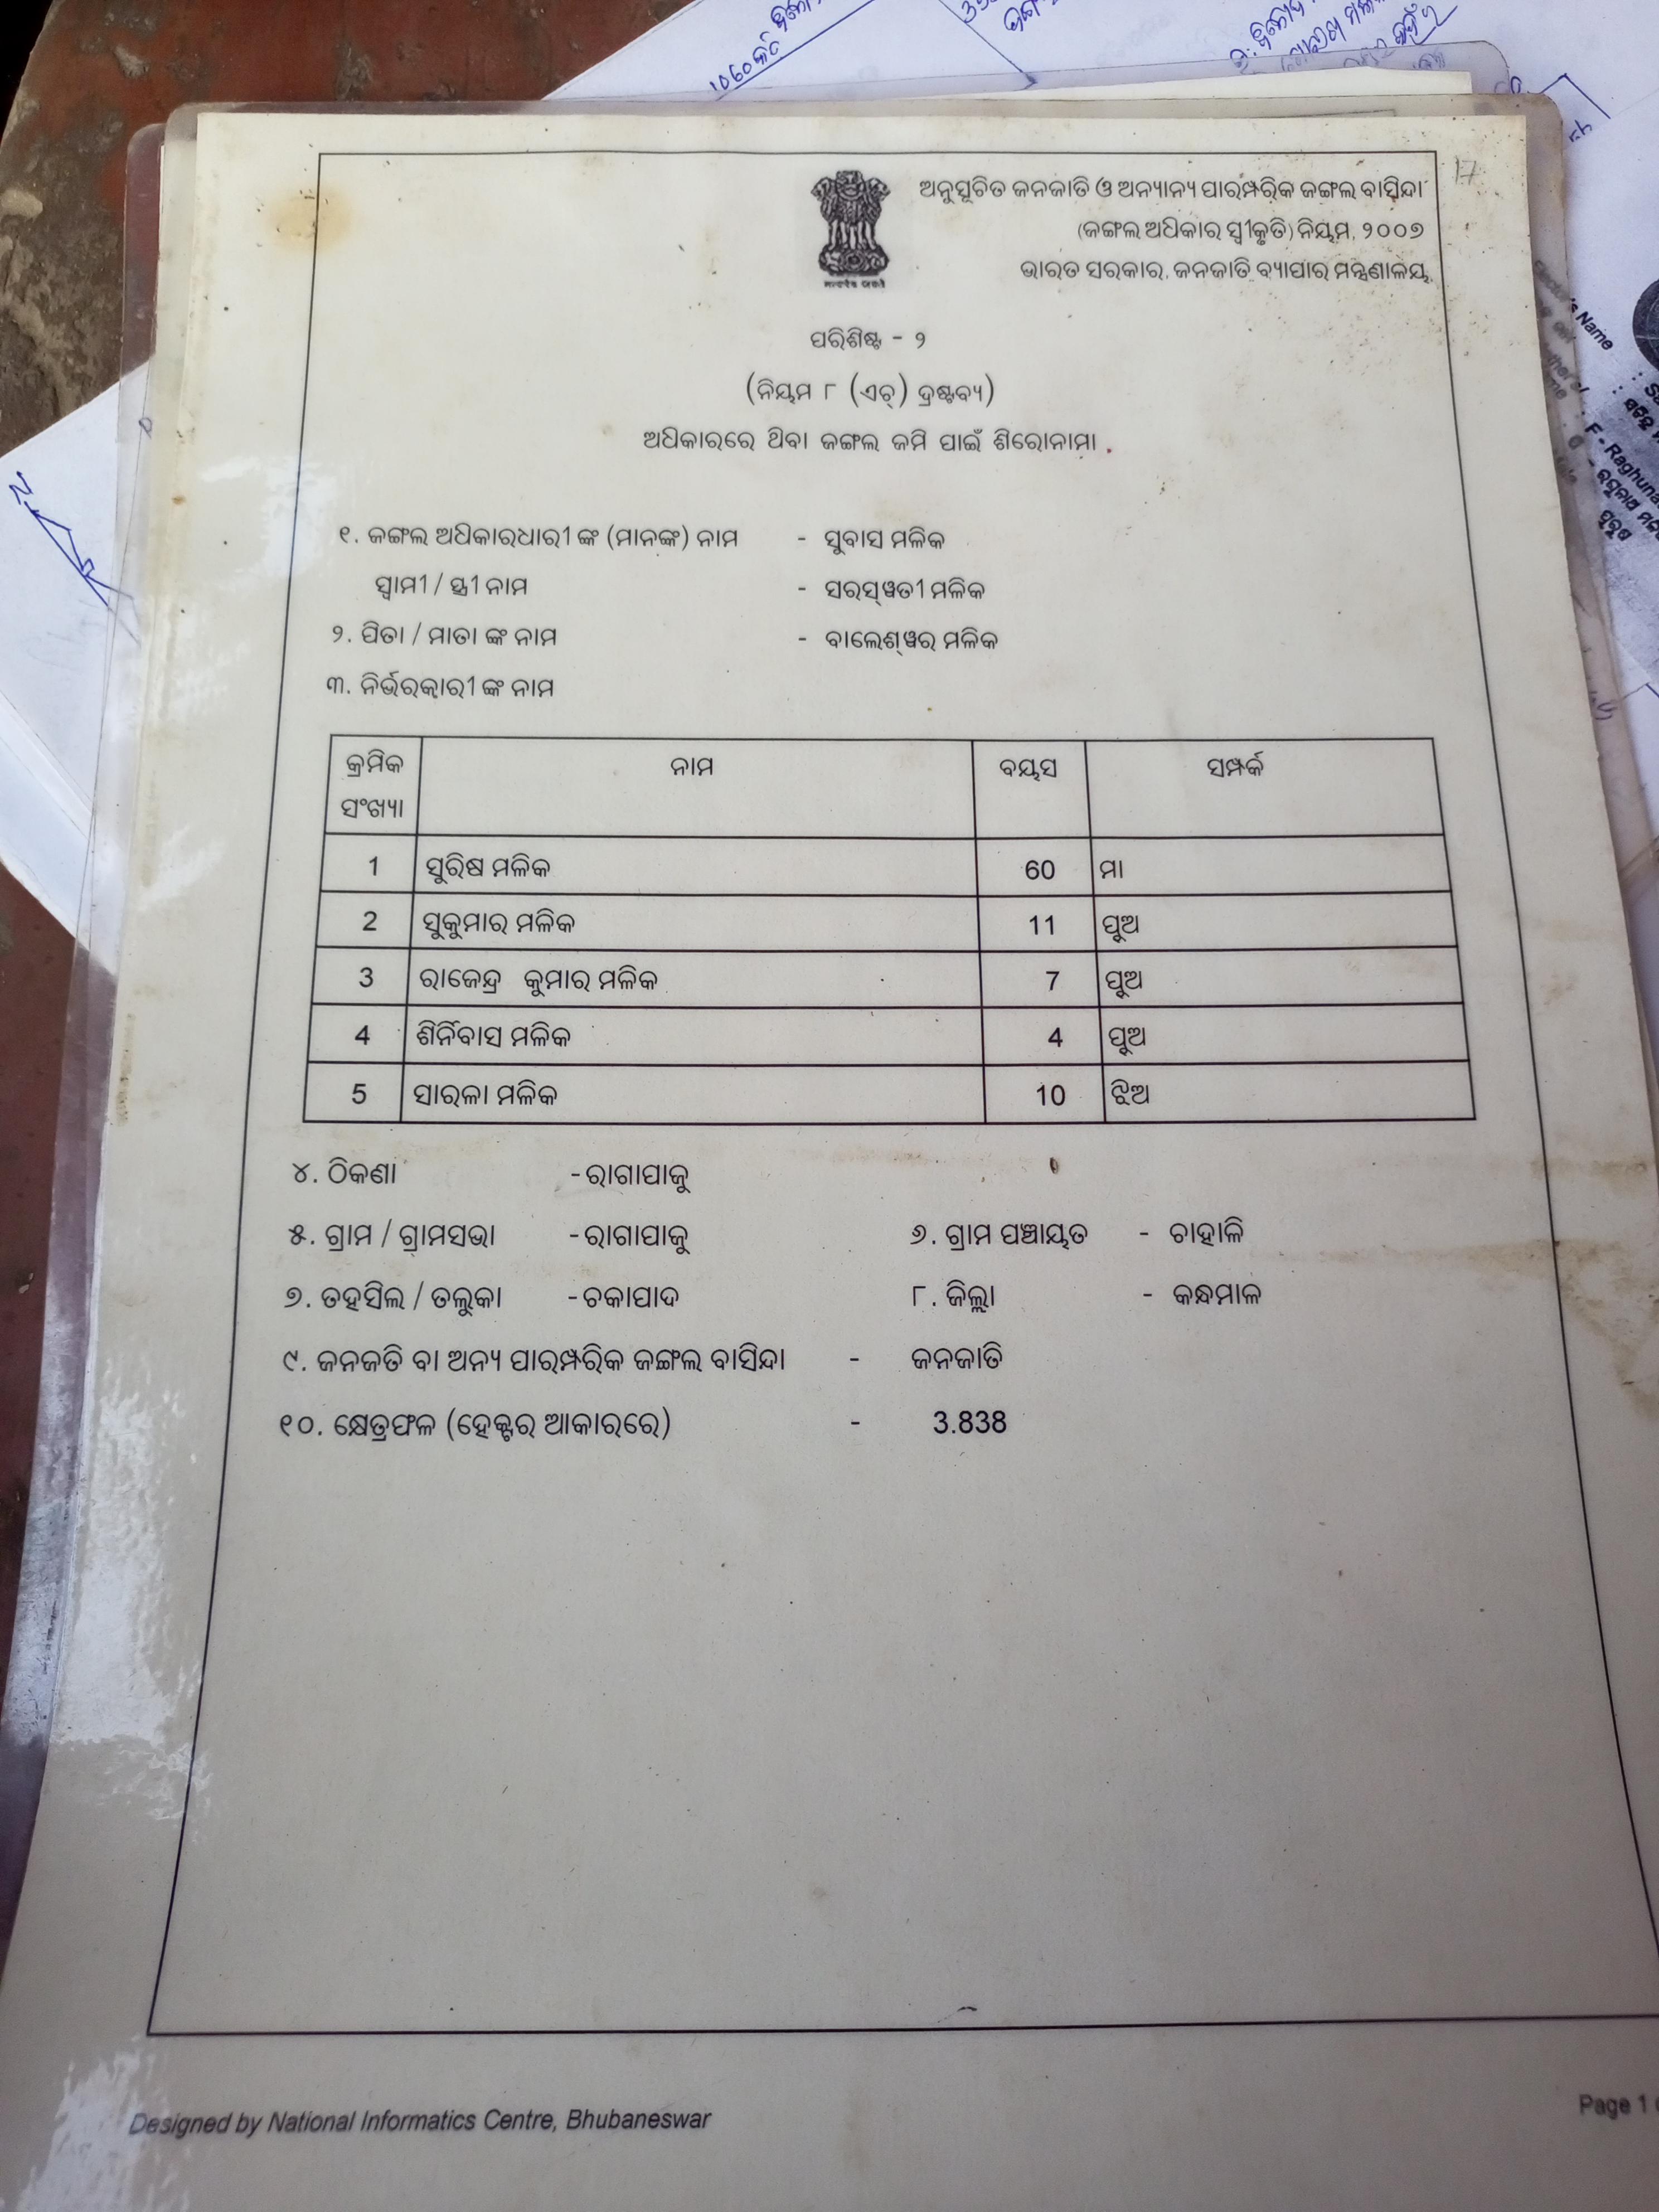 ୧୦୬୦କଟ
17
ଅନୁସୂଚିତ ଜନଜାତି ଓ ଅନ୍ୟାନ୍ୟ ପାରମ୍ପରିକ ଜଙ୍ଗଲ ବାସିନ୍ଦା
(ଜଙ୍ଗଲ ଅଧିକାର ସ୍ୱୀକୃତି) ନିୟମ, ୨୦୦୭
ଭାରତ ସରକାର, ଜନଜାତି ବ୍ୟାପାର ମନ୍ତ୍ରଣାଳୟ
ପରିଶିଷ୍ଟ - ୨
(ନିୟମ ୮ (ଏଚ୍) ଦ୍ରଷ୍ଟବ୍ୟ)
ଅଧିକାରରେ ଥିବା ଜଙ୍ଗଲ ଜମି ପାଇଁ ଶିରୋନାମା
୧. ଜଙ୍ଗଲ ଅଧିକାରଧାରୀ ଙ୍କ (ମାନଙ୍କ) ନାମ - ସୁବାସ ମଳିକ
ସ୍ୱାମୀ / ସ୍ତ୍ରୀ ନାମ - ସରସ୍‌ୱତୀ ମଳିକ
୨. ପିତା / ମାତା ଙ୍କ ନାମ - ବାଲେଶ୍‌ୱର ମଳିକ
୩. ନିର୍ଭରକାରୀ ଙ୍କ ନାମ
କ୍ରମିକ ସଂଖ୍ୟା ନାମ ବୟସ ସମ୍ପର୍କ
1 ସୁରିଷ ମଳିକ 60 ମା
2 ସୁକୁମାର ମଳିକ 11 ପୁଅ
3 ରାଜେନ୍ଦ୍ର କୁମାର ମଳିକ 7 ପୁଅ
4 ଶିର୍ନିବାସ ମଳିକ 4 ପୁଅ
5 ସାରଳା ମଳିକ 10 ଝିଅ
୪. ଠିକଣା - ରାଗାପାଜୁ
୫. ଗ୍ରାମ / ଗ୍ରାମସଭା - ରାଗାପାଜୁ ୬. ଗ୍ରାମ ପଞ୍ଚାୟତ - ଚାହାଳି
୭. ତହସିଲ / ତଲୁକା - ଚକାପାଦ ୮. ଜିଲ୍ଲା - କନ୍ଧମାଳ
୯. ଜନଜତି ବା ଅନ୍ୟ ପାରମ୍ପରିକ ଜଙ୍ଗଲ ବାସିନ୍ଦା - ଜନଜାତି
୧୦. କ୍ଷେତ୍ରଫଳ (ହେକ୍ଟର ଆକାରରେ) - 3.838
Designed by National Informatics Centre, Bhubaneswar
Page 1